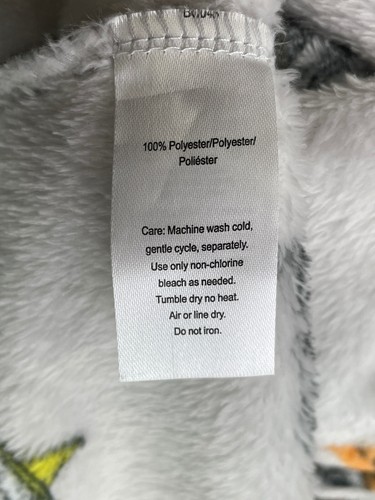 100% Polyester/Polyester/
Poliéster
Care: Machine wash cold,
gentle cycle, separately.
Use only non-chlorine
bleach as needed.
Tumble dry no heat.
Air or line dry.
Do not iron.